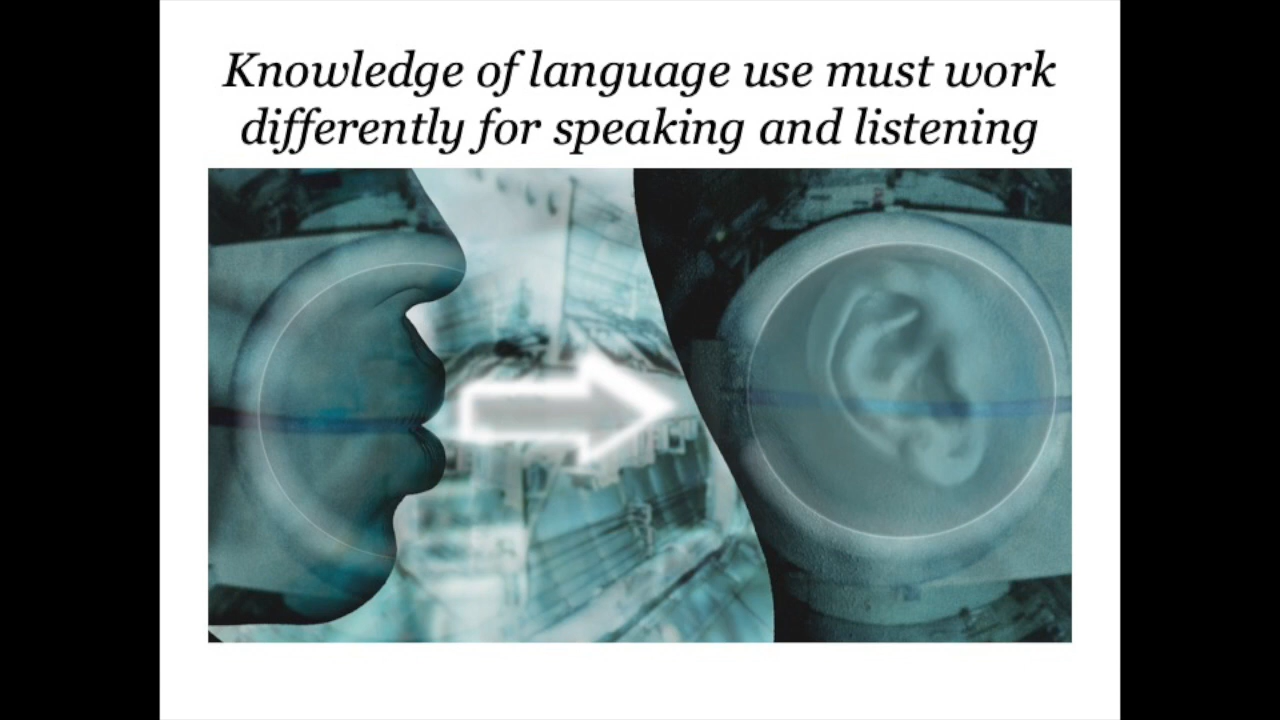 Knowledge of language use must work
differently for speaking and listening